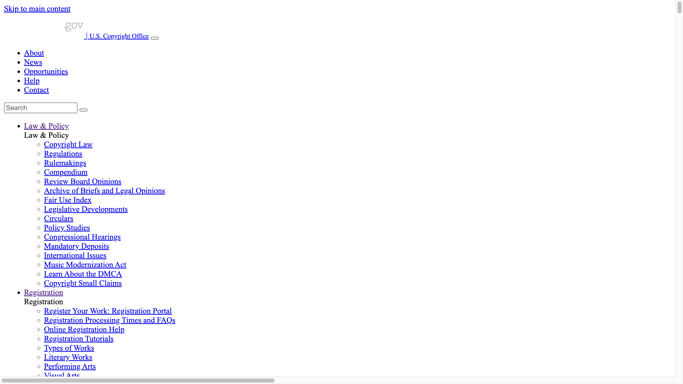 Skip to main content
.gov
| U.S. Copyright Office
About
News
Opportunities
Help
Contact
Search
Law & Policy
Law & Policy
Copyright Law
Regulations
Rulemakings
Compendium
Review Board Opinions
Archive of Briefs and Legal Opinions
Fair Use Index
Legislative Developments
Circulars
Policy Studies
Congressional Hearings
Mandatory Deposits
International Issues
Music Modernization Act
Learn About the DMCA
Copyright Small Claims
Registration
Registration
Register Your Work: Registration Portal
Registration Processing Times and FAQs
Online Registration Help
Registration Tutorials
Types of Works
Literary Works
Performing Arts
Visual Arts